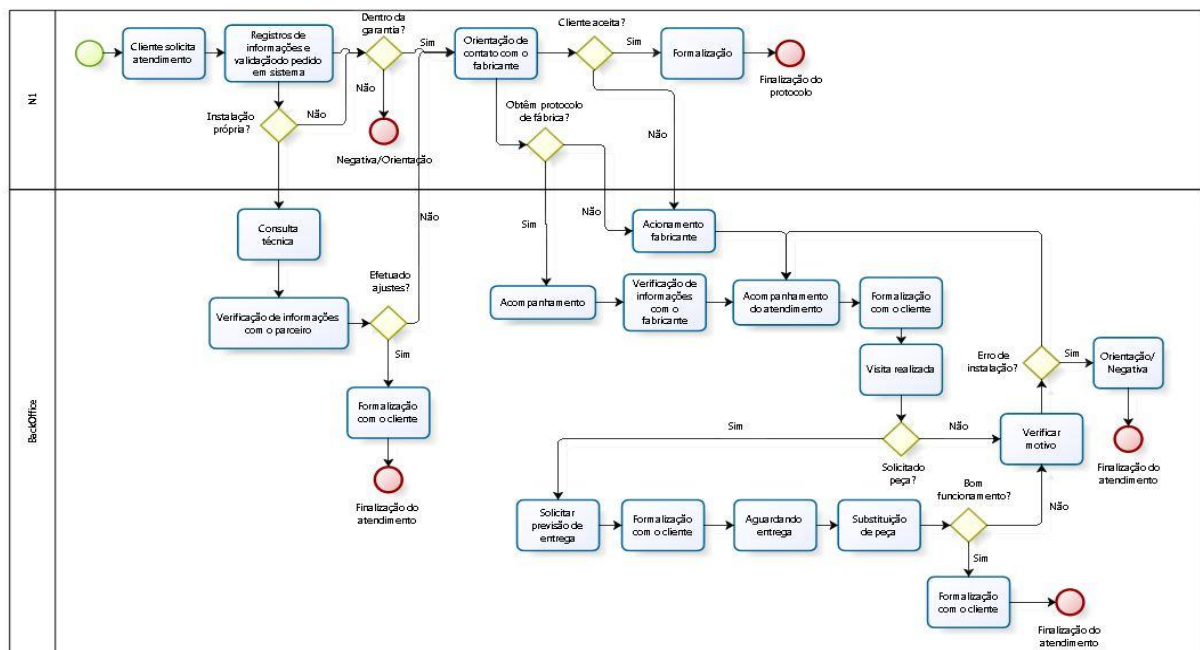 N1
Cliente solicita
atendimento
Registros de
informações e
validaçãodo pedido
em sistema
Dentro da
garantia?
Sim
Não
Negativa/Orientação
Instalação
própria?
Não
Orientação de
contato com o
fabricante
Cliente aceita?
Sim
Formalização
Finalização do
protocolo
Obtêm protocolo
de fábrica?
Não
BackOffice
Consulta
técnica
Verificação de informações
com o parceiro
Efetuado
ajustes?
Não
Sim
Formalização
com o cliente
Finalização do
atendimento
Sim
Não
Acionamento
fabricante
Acompanhamento
Verificação de
informações
com o
fabricante
Acompanhamento
do atendimento
Formalização
com o cliente
Visita realizada
Erro de
instalação?
Sim
Orientação/
Negativa
Finalização do
atendimento
Sim
Não
Solicitado
peça?
Verificar
motivo
Solicitar
previsão de
entrega
Formalização
com o cliente
Aguardando
entrega
Substituição
de peça
Bom
funcionamento?
Não
Sim
Formalização
com o cliente
Finalização do
atendimento